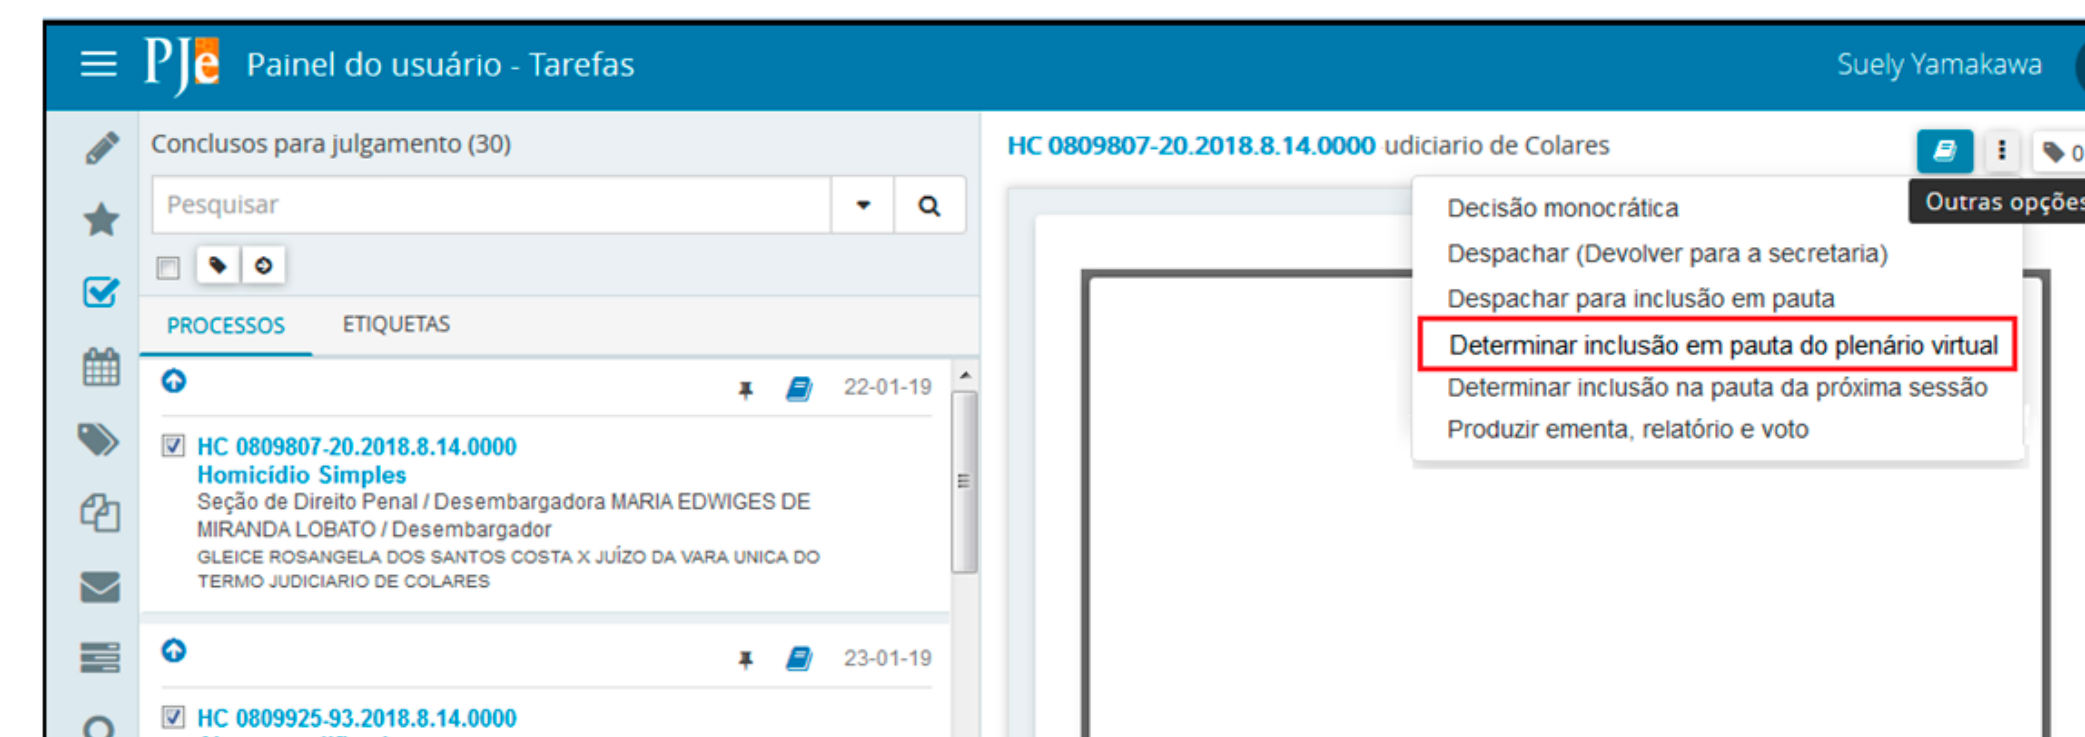 PJe Painel do usuário - Tarefas
Suely Yamakawa
Conclusos para julgamento (30)
Pesquisar
PROCESSOS ETIQUETAS
22-01-19
HC 0809807-20.2018.8.14.0000
Homicídio Simples
Seção de Direito Penal / Desembargadora MARIA EDWIGES DE
MIRANDA LOBATO / Desembargador
GLEICE ROSANGELA DOS SANTOS COSTA X JUÍZO DA VARA UNICA DO
TERMO JUDICIARIO DE COLARES
23-01-19
HC 0809925-93.2018.8.14.0000
HC 0809807-20.2018.8.14.0000 udiciario de Colares
0
Outras opções
Decisão monocrática
Despachar (Devolver para a secretaria)
Despachar para inclusão em pauta
Determinar inclusão em pauta do plenário virtual
Determinar inclusão na pauta da próxima sessão
Produzir ementa, relatório e voto